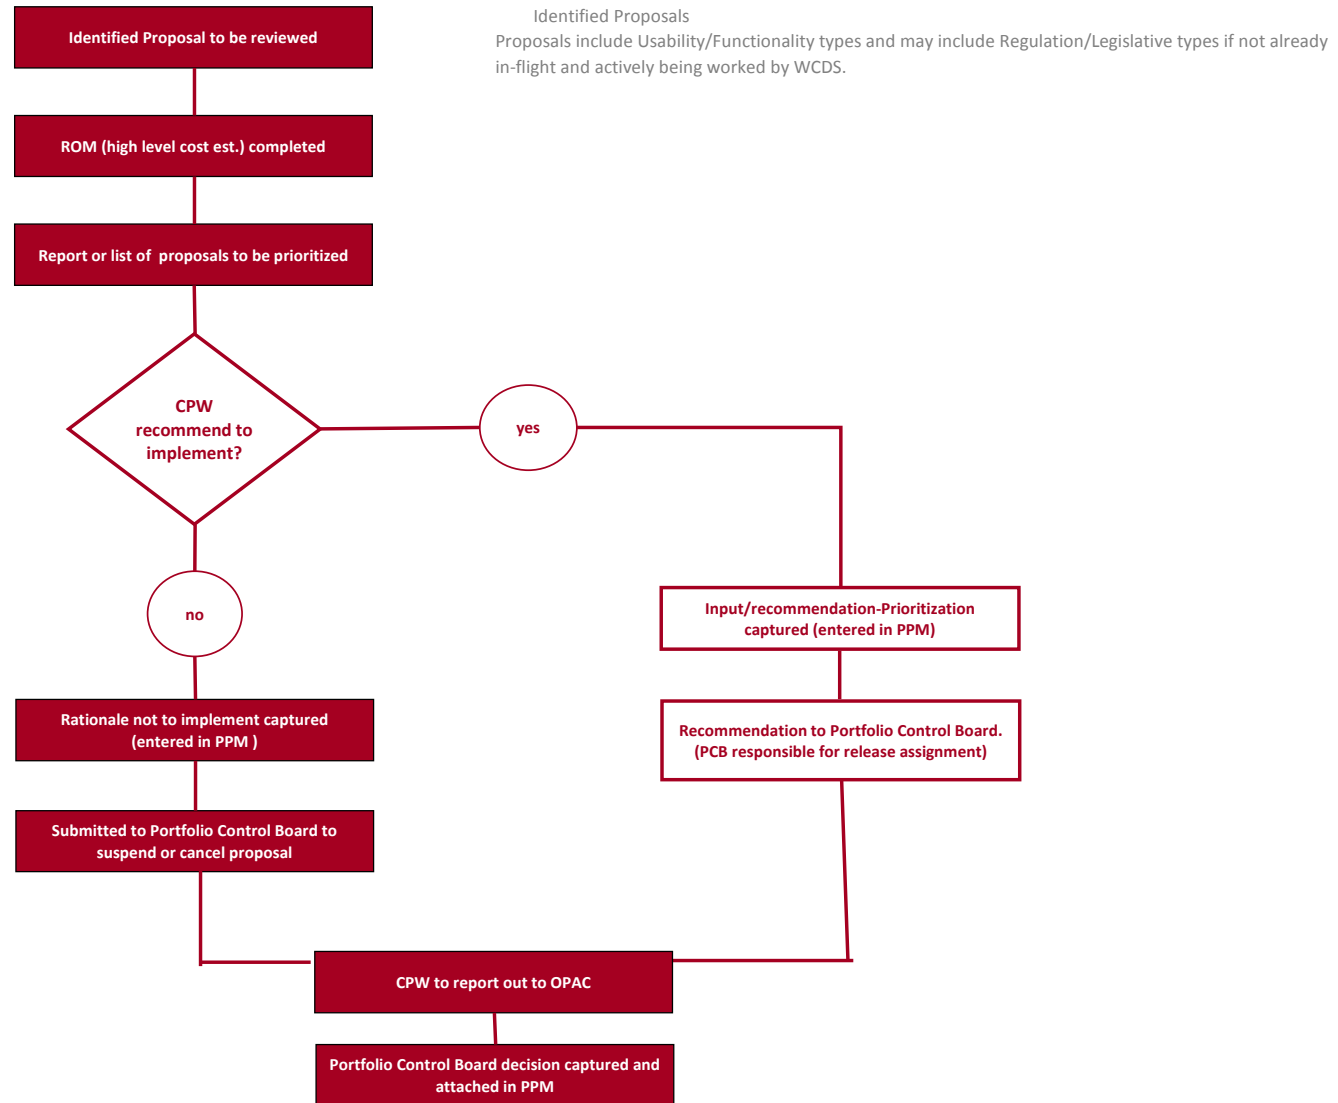 Identified Proposal to be reviewed
Identified Proposals
Proposals include Usability/Functionality types and may include Regulation/Legislative types if not already
in-flight and actively being worked by WCDS.
ROM (high level cost est.) completed
Report or list of proposals to be prioritized
CPW
recommend to
implement?
yes
no
Input/recommendation-Prioritization
captured (entered in PPM)
Rationale not to implement captured
(entered in PPM )
Recommendation to Portfolio Control Board.
(PCB responsible for release assignment)
Submitted to Portfolio Control Board to
suspend or cancel proposal
CPW to report out to OPAC
Portfolio Control Board decision captured and
attached in PPM